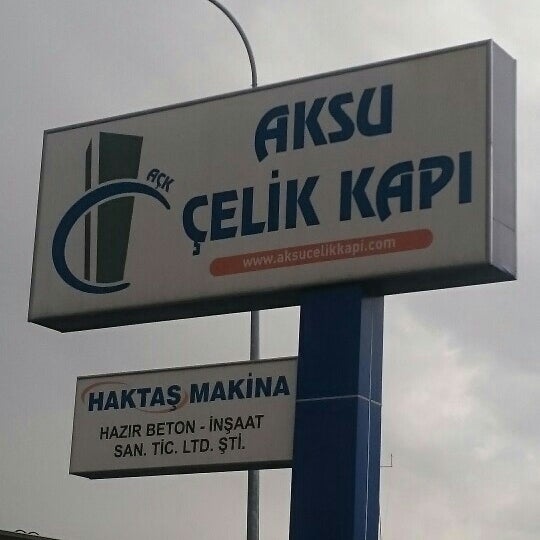 AÇK
AKSU
ÇELİK KAPI
www.aksucelikkapi.com
HAKTAŞ MAKİNA
HAZIR BETON - İNŞAAT
SAN. TİC. LTD. ŞTİ.